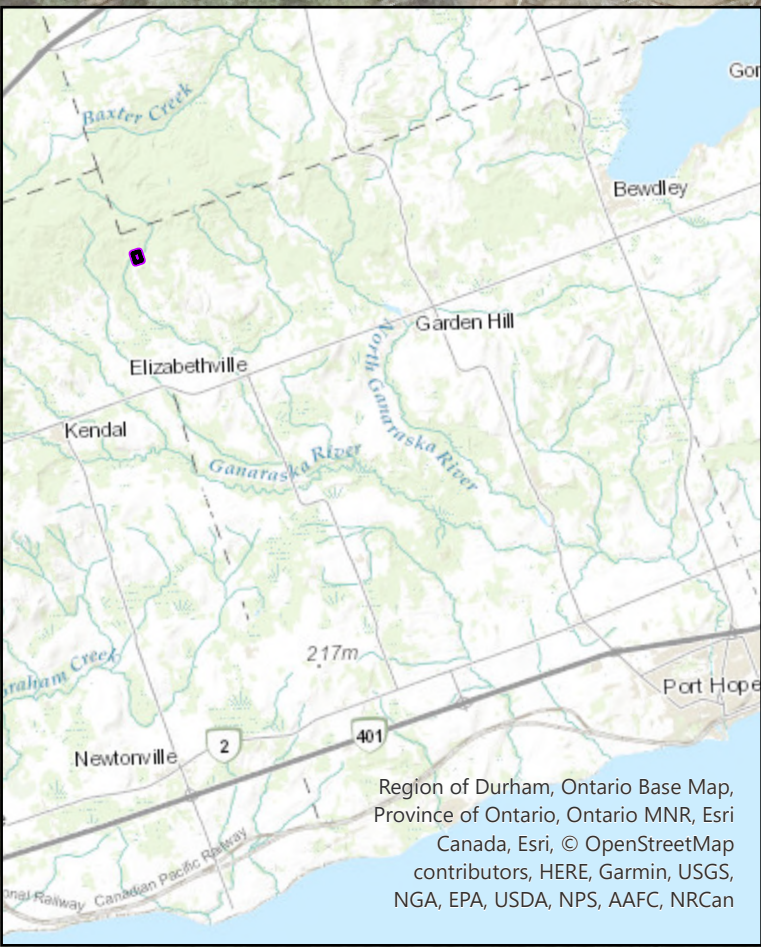 Baxter Creek
Gor
Bewdley
Garden Hill
North Ganaraska River
Elizabethville
Kendal
Ganaraska River
217m
raham Creek
Port Hope
401
2
Newtonville
Region of Durham, Ontario Base Map,
Province of Ontario, Ontario MNR, Esri
Canada, Esri, © OpenStreetMap
contributors, HERE, Garmin, USGS,
NGA, EPA, USDA, NPS, AAFC, NRCan
e
Canadian Pacific Railway
onal Railway